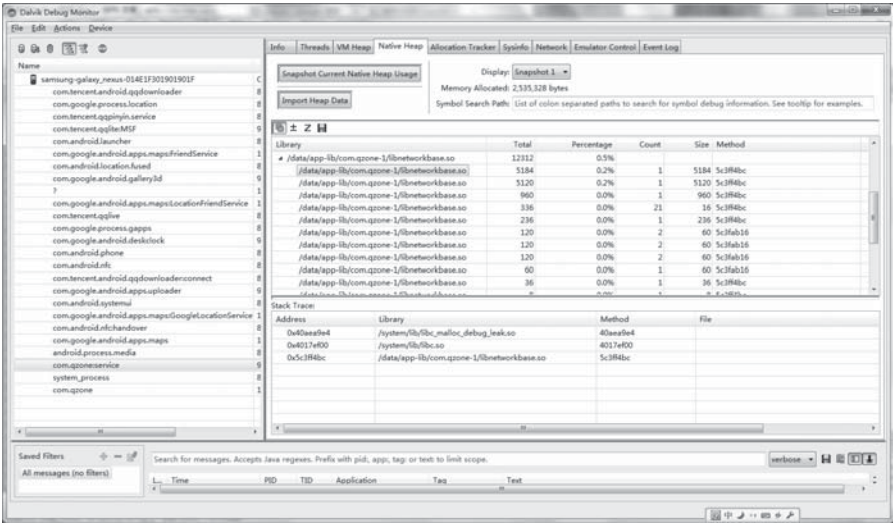 Dalvik Debug Monitor
File Edit Actions Device
Name
samsung-galaxy_nexus-014E1F301901901F
com.tencent.android.qqdownloader
com.google.process.location
com.tencent.qqpinyin.service
com.tencent.qqlite:MSF
com.android.launcher
com.google.android.apps.maps:FriendService
com.android.location.fused
com.google.android.gallery3d
?
com.google.android.apps.maps:LocationFriendService
com.tencent.qqlive
com.google.process.gapps
com.google.android.deskclock
com.android.phone
com.android.nfc
com.tencent.android.qqdownloader:connect
com.google.android.apps.uploader
com.android.systemui
com.google.android.apps.maps:GoogleLocationService
com.android.nfc:handover
com.google.android.apps.maps
android.process.media
com.qzone:service
system_process
com.qzone
Info Threads VM Heap Native Heap Allocation Tracker Sysinfo Network Emulator Control Event Log
Snapshot Current Native Heap Usage
Display: Snapshot 1
Memory Allocated: 2,535,328 bytes
Import Heap Data
Symbol Search Path: List of colon separated paths to search for symbol debug information. See tooltip for examples.
Library Total Percentage Count Size Method
/data/app-lib/com.qzone-1/libnetworkbase.so 12312 0.5%
/data/app-lib/com.qzone-1/libnetworkbase.so 5184 0.2% 1 5184 5c3ff4bc
/data/app-lib/com.qzone-1/libnetworkbase.so 5120 0.2% 1 5120 5c3ff4bc
/data/app-lib/com.qzone-1/libnetworkbase.so 960 0.0% 1 960 5c3ff4bc
/data/app-lib/com.qzone-1/libnetworkbase.so 336 0.0% 21 16 5c3ff4bc
/data/app-lib/com.qzone-1/libnetworkbase.so 236 0.0% 1 236 5c3ff4bc
/data/app-lib/com.qzone-1/libnetworkbase.so 120 0.0% 2 60 5c3fab16
/data/app-lib/com.qzone-1/libnetworkbase.so 120 0.0% 2 60 5c3fab16
/data/app-lib/com.qzone-1/libnetworkbase.so 120 0.0% 2 60 5c3fab16
/data/app-lib/com.qzone-1/libnetworkbase.so 60 0.0% 1 60 5c3fab16
/data/app-lib/com.qzone-1/libnetworkbase.so 36 0.0% 1 36 5c3ff4bc
Stack Trace:
Address Library Method File
0x40aea9e4 /system/lib/libc_malloc_debug_leak.so 40aea9e4
0x4017ef00 /system/lib/libc.so 4017ef00
0x5c3ff4bc /data/app-lib/com.qzone-1/libnetworkbase.so 5c3ff4bc
Saved Filters
All messages (no filters)
Search for messages. Accepts Java regexes. Prefix with pid:, app:, tag: or text: to limit scope.
verbose
L... Time PID TID Application Tag Text
中